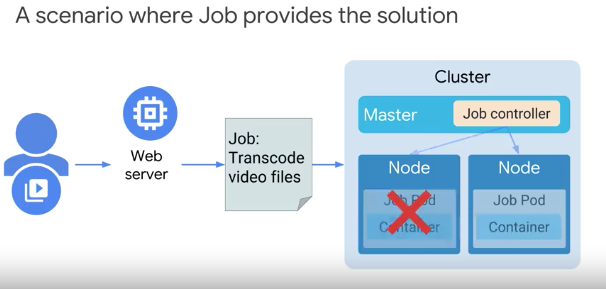 A scenario where Job provides the solution
Cluster
Master
Job controller
Web
server
Job:
Transcode
video files
Node
Job Pod
Container
Node
Job Pod
Container